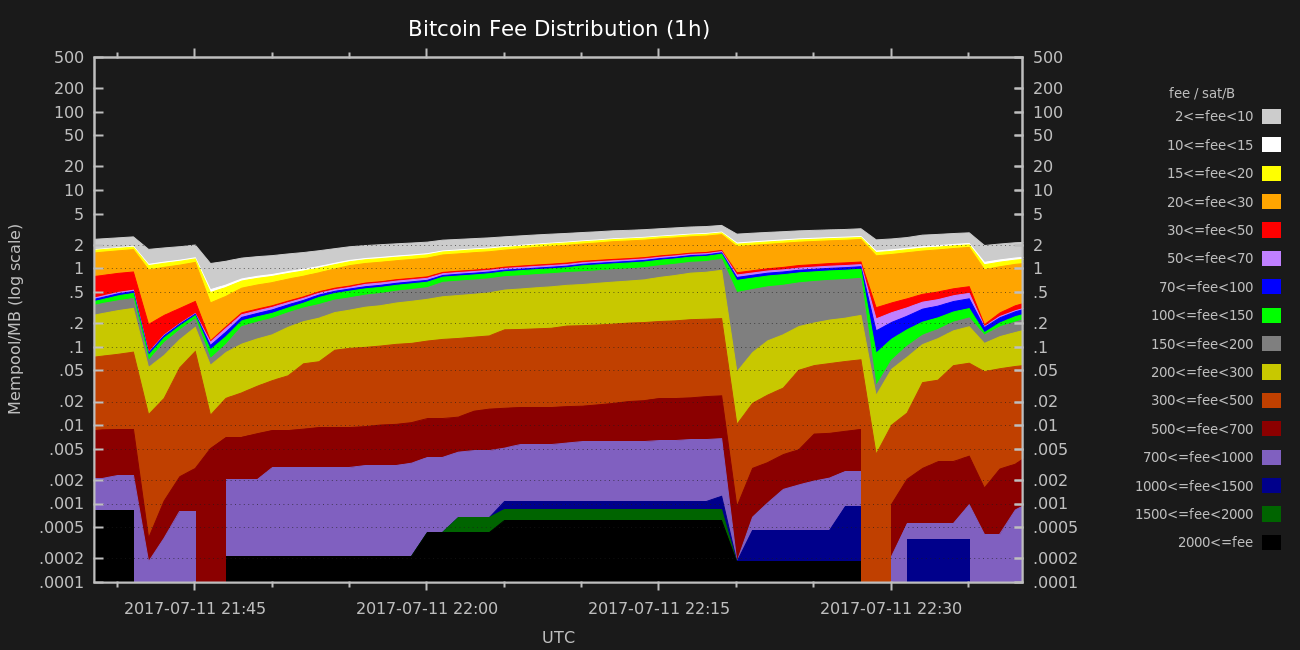 Bitcoin Fee Distribution (1h)
Mempool/MB (log scale)
500
200
100
50
20
10
5
2
1
.5
.2
.1
.05
.02
.01
.005
.002
.001
.0005
.0002
.0001
500
200
100
50
20
10
5
2
1
.5
.2
.1
.05
.02
.01
.005
.002
.001
.0005
.0002
.0001
2017-07-11 21:45
2017-07-11 22:00
2017-07-11 22:15
2017-07-11 22:30
UTC
fee / sat/B
2<=fee<10
10<=fee<15
15<=fee<20
20<=fee<30
30<=fee<50
50<=fee<70
70<=fee<100
100<=fee<150
150<=fee<200
200<=fee<300
300<=fee<500
500<=fee<700
700<=fee<1000
1000<=fee<1500
1500<=fee<2000
2000<=fee